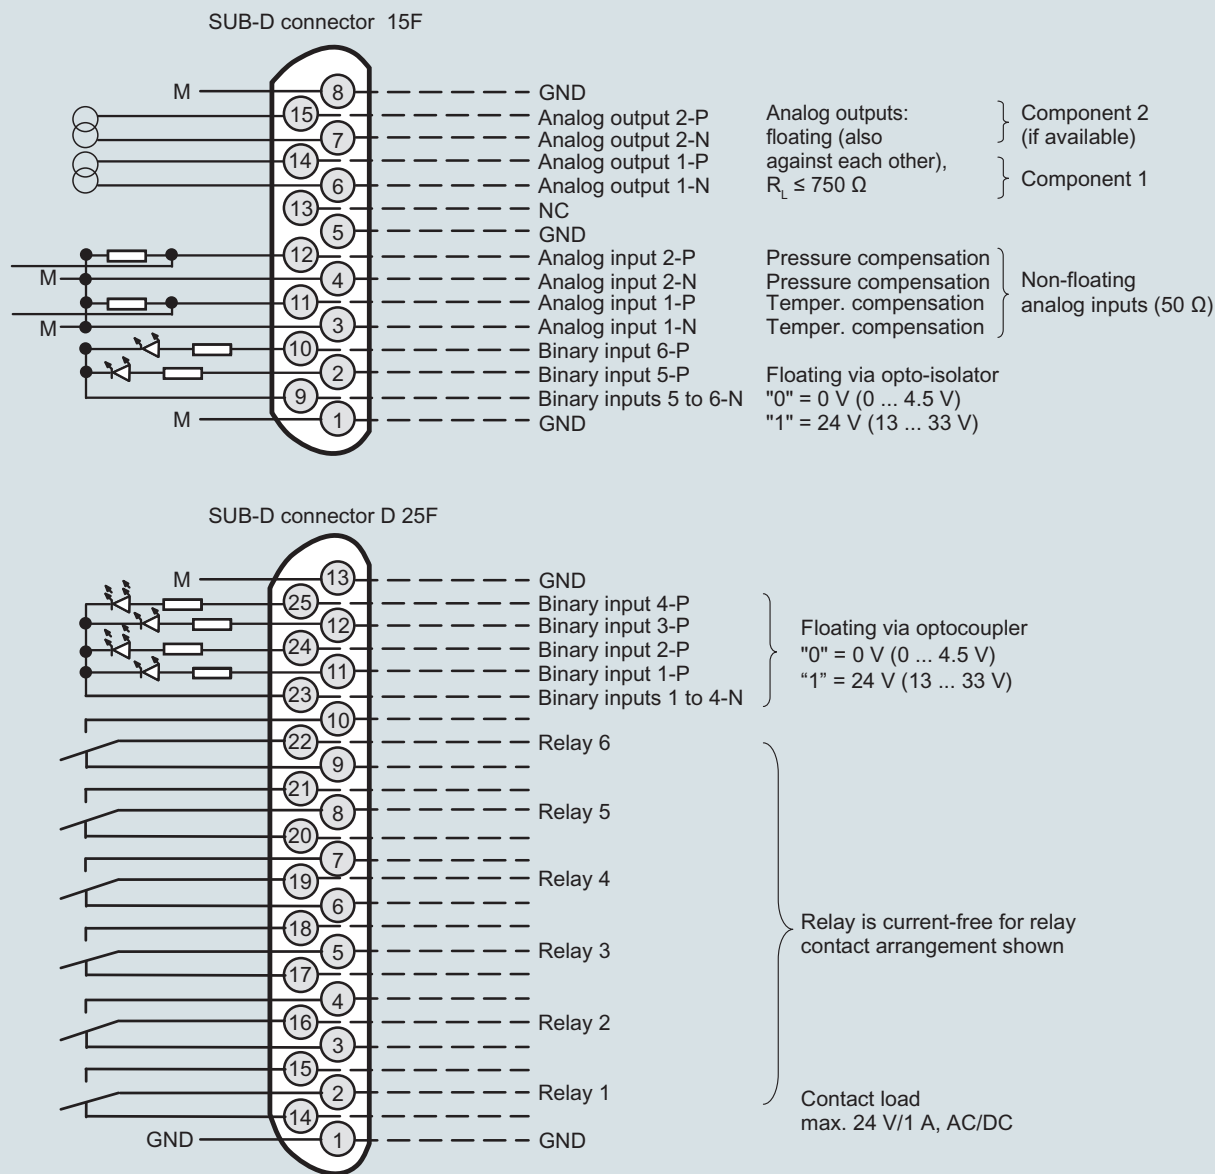 SUB-D connector 15F
M 8 GND
15 Analog output 2-P Analog outputs: Component 2
7 Analog output 2-N floating (also (if available)
14 Analog output 1-P against each other),
6 Analog output 1-N RL ≤ 750 Ω Component 1
13 NC
5 GND
12 Analog input 2-P Pressure compensation
M 4 Analog input 2-N Pressure compensation Non-floating
11 Analog input 1-P Temper. compensation analog inputs (50 Ω)
M 3 Analog input 1-N Temper. compensation
10 Binary input 6-P
2 Binary input 5-P Floating via opto-isolator
9 Binary inputs 5 to 6-N "0" = 0 V (0 ... 4.5 V)
M 1 GND "1" = 24 V (13 ... 33 V)
SUB-D connector D 25F
M 13 GND
25 Binary input 4-P
12 Binary input 3-P Floating via optocoupler
24 Binary input 2-P "0" = 0 V (0 ... 4.5 V)
11 Binary input 1-P “1” = 24 V (13 ... 33 V)
23 Binary inputs 1 to 4-N
10
22 Relay 6
9
21
8 Relay 5
20
7
19 Relay 4
6
18 Relay is current-free for relay
5 Relay 3 contact arrangement shown
17
4
16 Relay 2
3
15
2 Relay 1 Contact load
14 max. 24 V/1 A, AC/DC
GND 1 GND